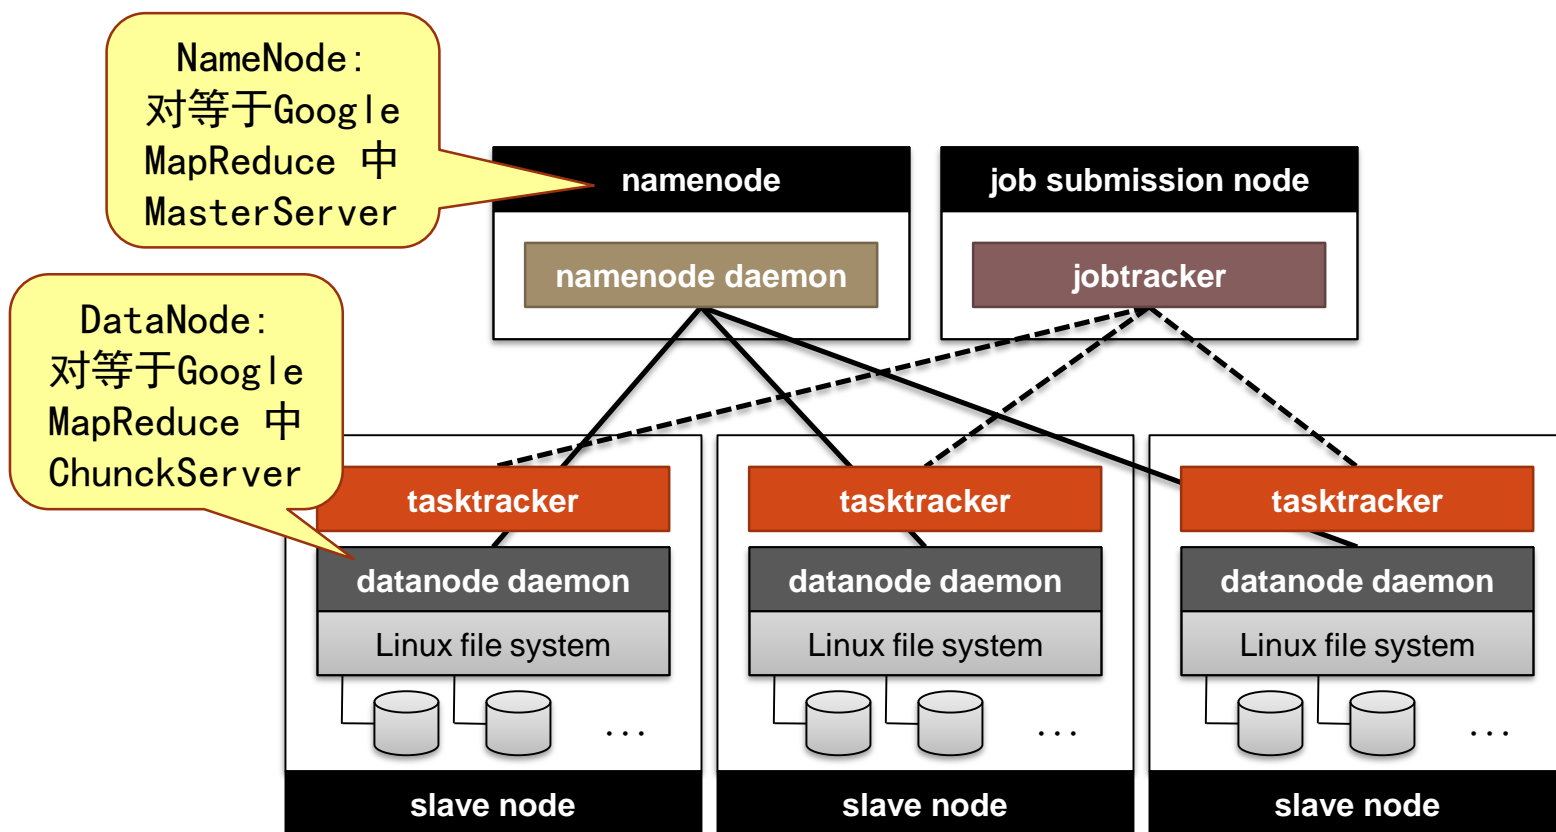 NameNode:
对等于Google
MapReduce 中
MasterServer
namenode
job submission node
namenode daemon
jobtracker
DataNode:
对等于Google
MapReduce 中
ChunckServer
tasktracker
tasktracker
tasktracker
datanode daemon
datanode daemon
datanode daemon
Linux file system
Linux file system
Linux file system
...
...
...
slave node
slave node
slave node